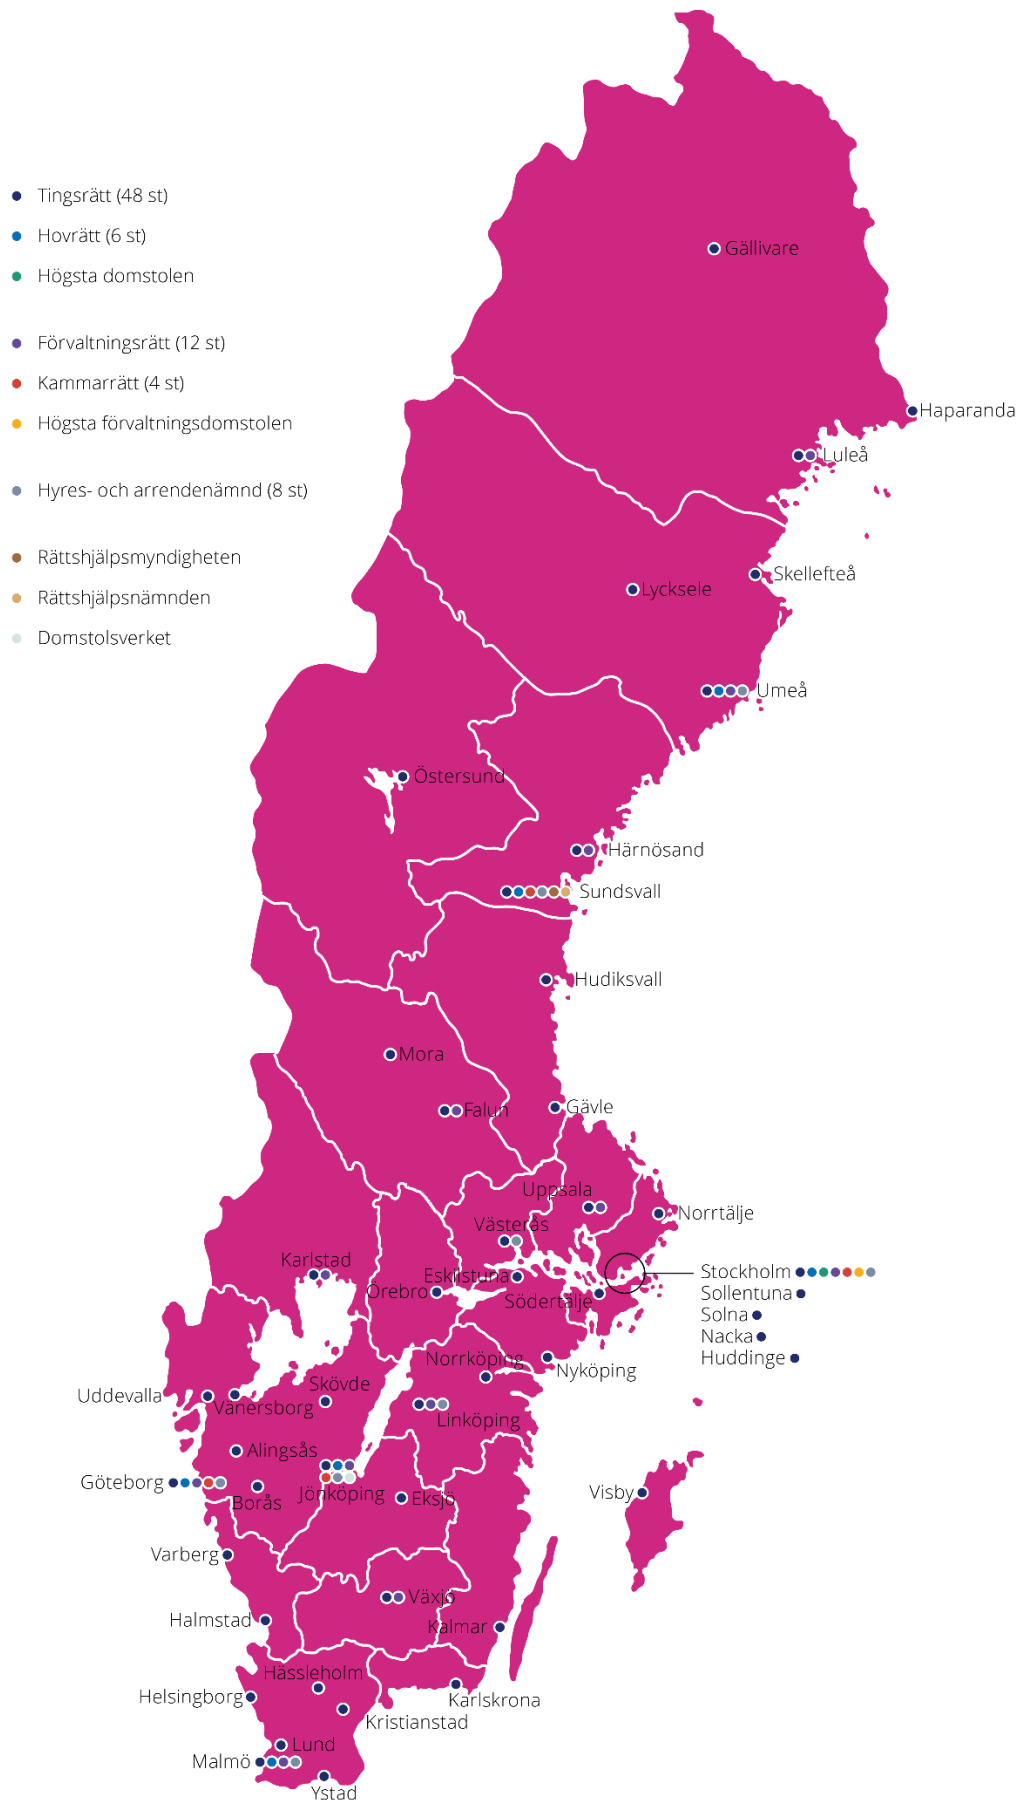 Tingsrätt (48 st)
Hovrätt (6 st)
Högsta domstolen
Förvaltningsrätt (12 st)
Kammarrätt (4 st)
Högsta förvaltningsdomstolen
Hyres- och arrendenämnd (8 st)
Rättshjälpsmyndigheten
Rättshjälpsnämnden
Domstolsverket
Gällivare
Haparanda
Luleå
Skellefteå
Lycksele
Umeå
Östersund
Härnösand
Sundsvall
Hudiksvall
Mora
Falun
Gävle
Uppsala
Norrtälje
Västerås
Karlstad
Eskilstuna
Örebro
Södertälje
Stockholm
Sollentuna
Solna
Nacka
Huddinge
Norrköping
Nyköping
Skövde
Uddevalla
Vänersborg
Linköping
Alingsås
Göteborg
Jönköping
Borås
Eksjö
Visby
Varberg
Växjö
Halmstad
Kalmar
Hässleholm
Helsingborg
Karlskrona
Kristianstad
Lund
Malmö
Ystad